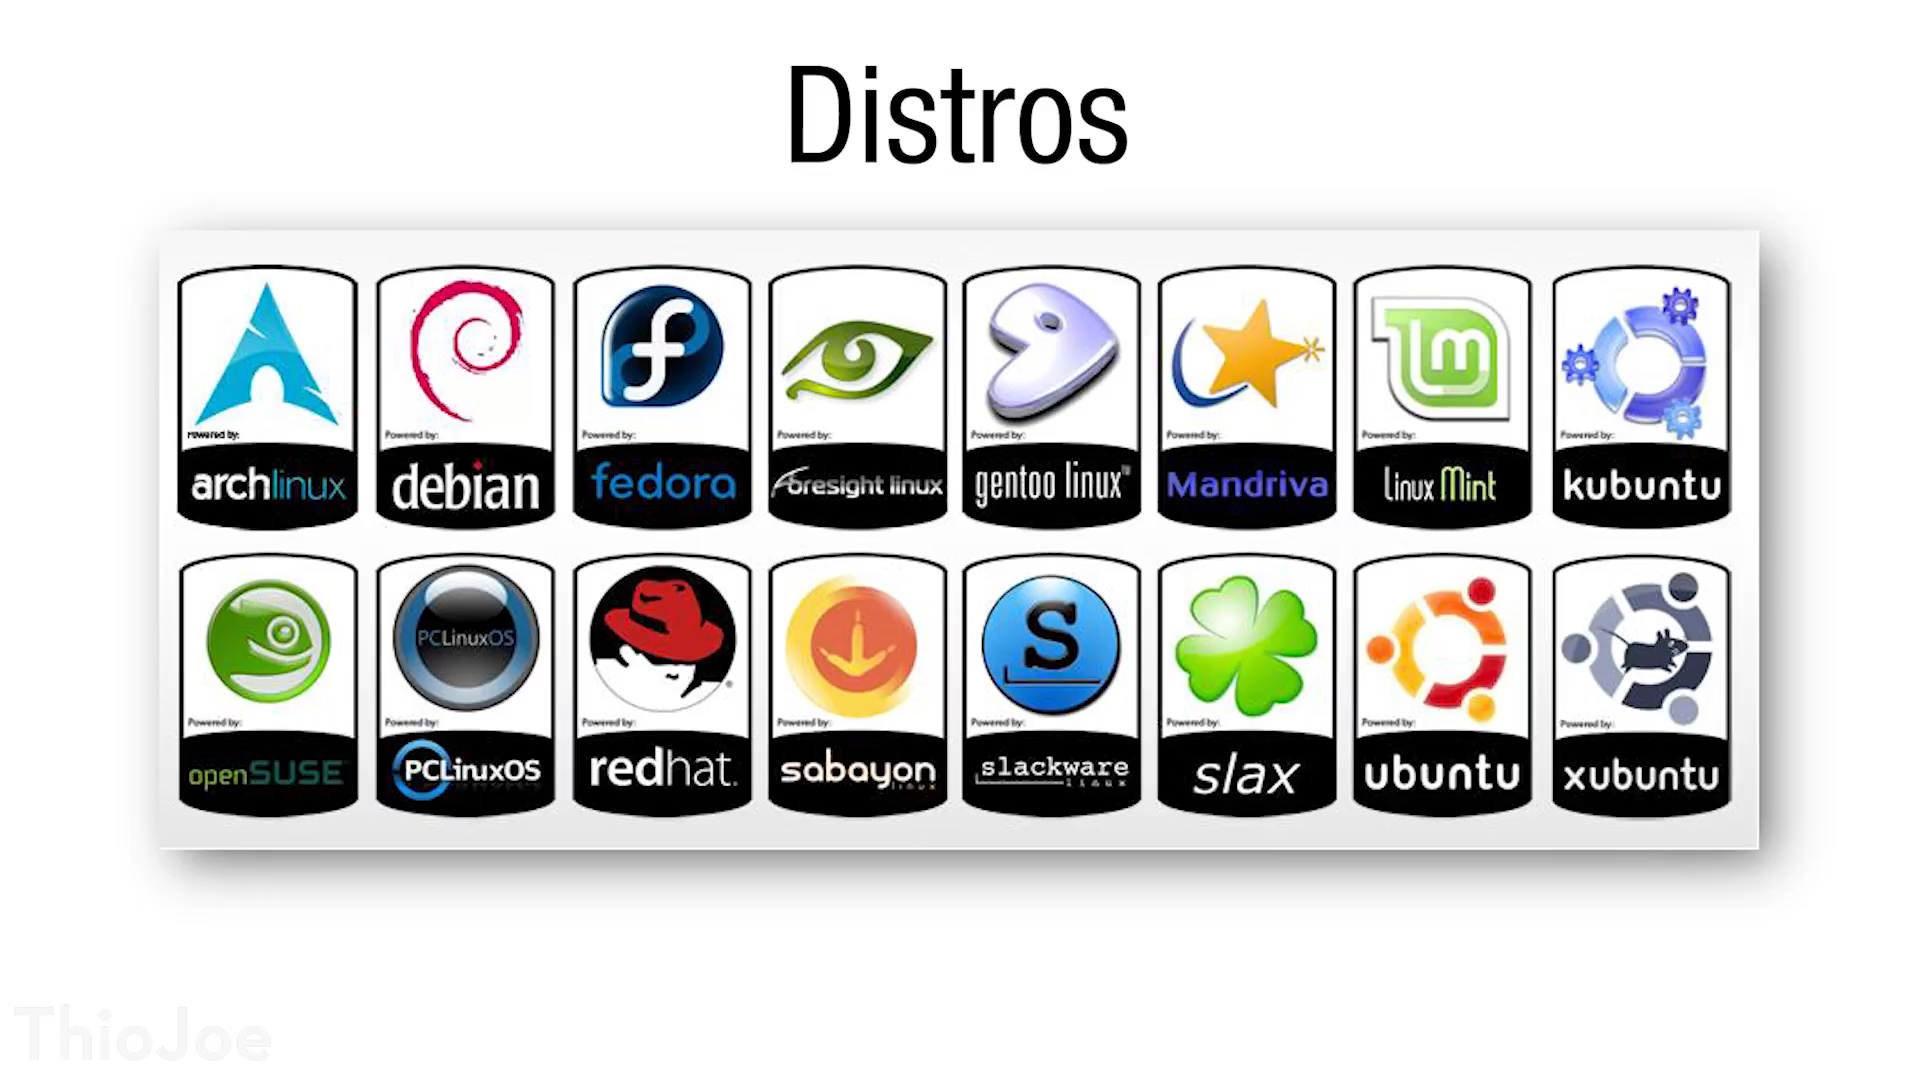 Distros
Powered by: Powered by: Powered by: Powered by: Powered by: Powered by: Powered by: Powered by:
archlinux debian fedora foresight linux gentoo linux™ Mandriva Linux Mint kubuntu
PCLinuxOS S
Powered by: Powered by: Powered by: Powered by: Powered by: Powered by: Powered by: Powered by:
openSUSE PCLinuxOS redhat. sabayon linux slackware linux slax ubuntu xubuntu
ThioJoe